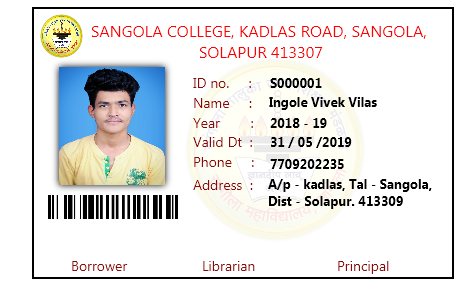 SANGOLA COLLEGE, KADLAS ROAD, SANGOLA,
SOLAPUR 413307
ID no. : S000001
Name : Ingole Vivek Vilas
Year : 2018 - 19
Valid Dt : 31 / 05 /2019
Phone : 7709202235
Address : A/p - kadlas, Tal - Sangola,
Dist - Solapur. 413309
Borrower Librarian Principal